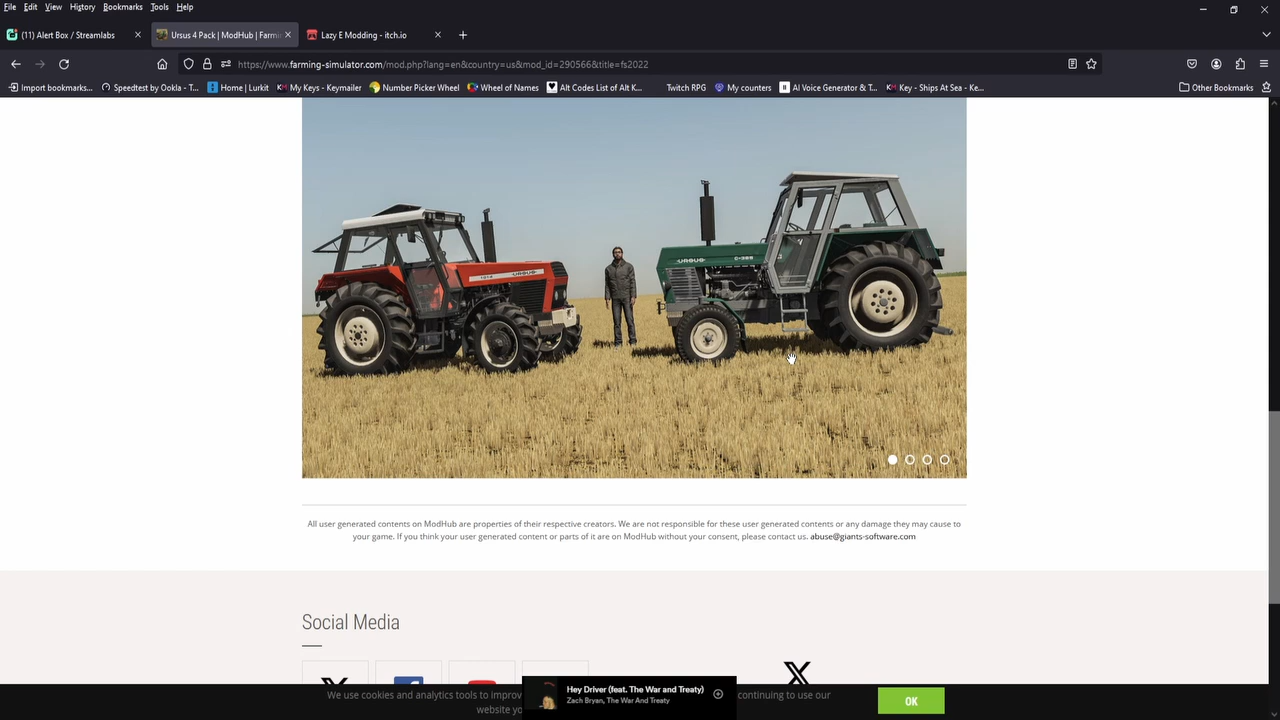 File Edit View History Bookmarks Tools Help
(11) Alert Box / Streamlabs
Ursus 4 Pack | ModHub | Farmi
Lazy E Modding - itch.io
https://www.farming-simulator.com/mod.php?lang=en&country=us&mod_id=290566&title=fs2022
Import bookmarks... Speedtest by Ookla - T... Home | Lurkit My Keys - Keymailer Number Picker Wheel Wheel of Names Alt Codes List of Alt K... Twitch RPG My counters AI Voice Generator & T... Key - Ships At Sea - Ke... Other Bookmarks
URSUS C-385
1214 URSUS
All user generated contents on ModHub are properties of their respective creators. We are not responsible for these user generated contents or any damage they may cause to
your game. If you think your user generated content or parts of it are on ModHub without your consent, please contact us. abuse@giants-software.com
Social Media
We use cookies and analytics tools to improv
continuing to use our
website yo
Hey Driver (feat. The War and Treaty)
Zach Bryan, The War And Treaty
OK